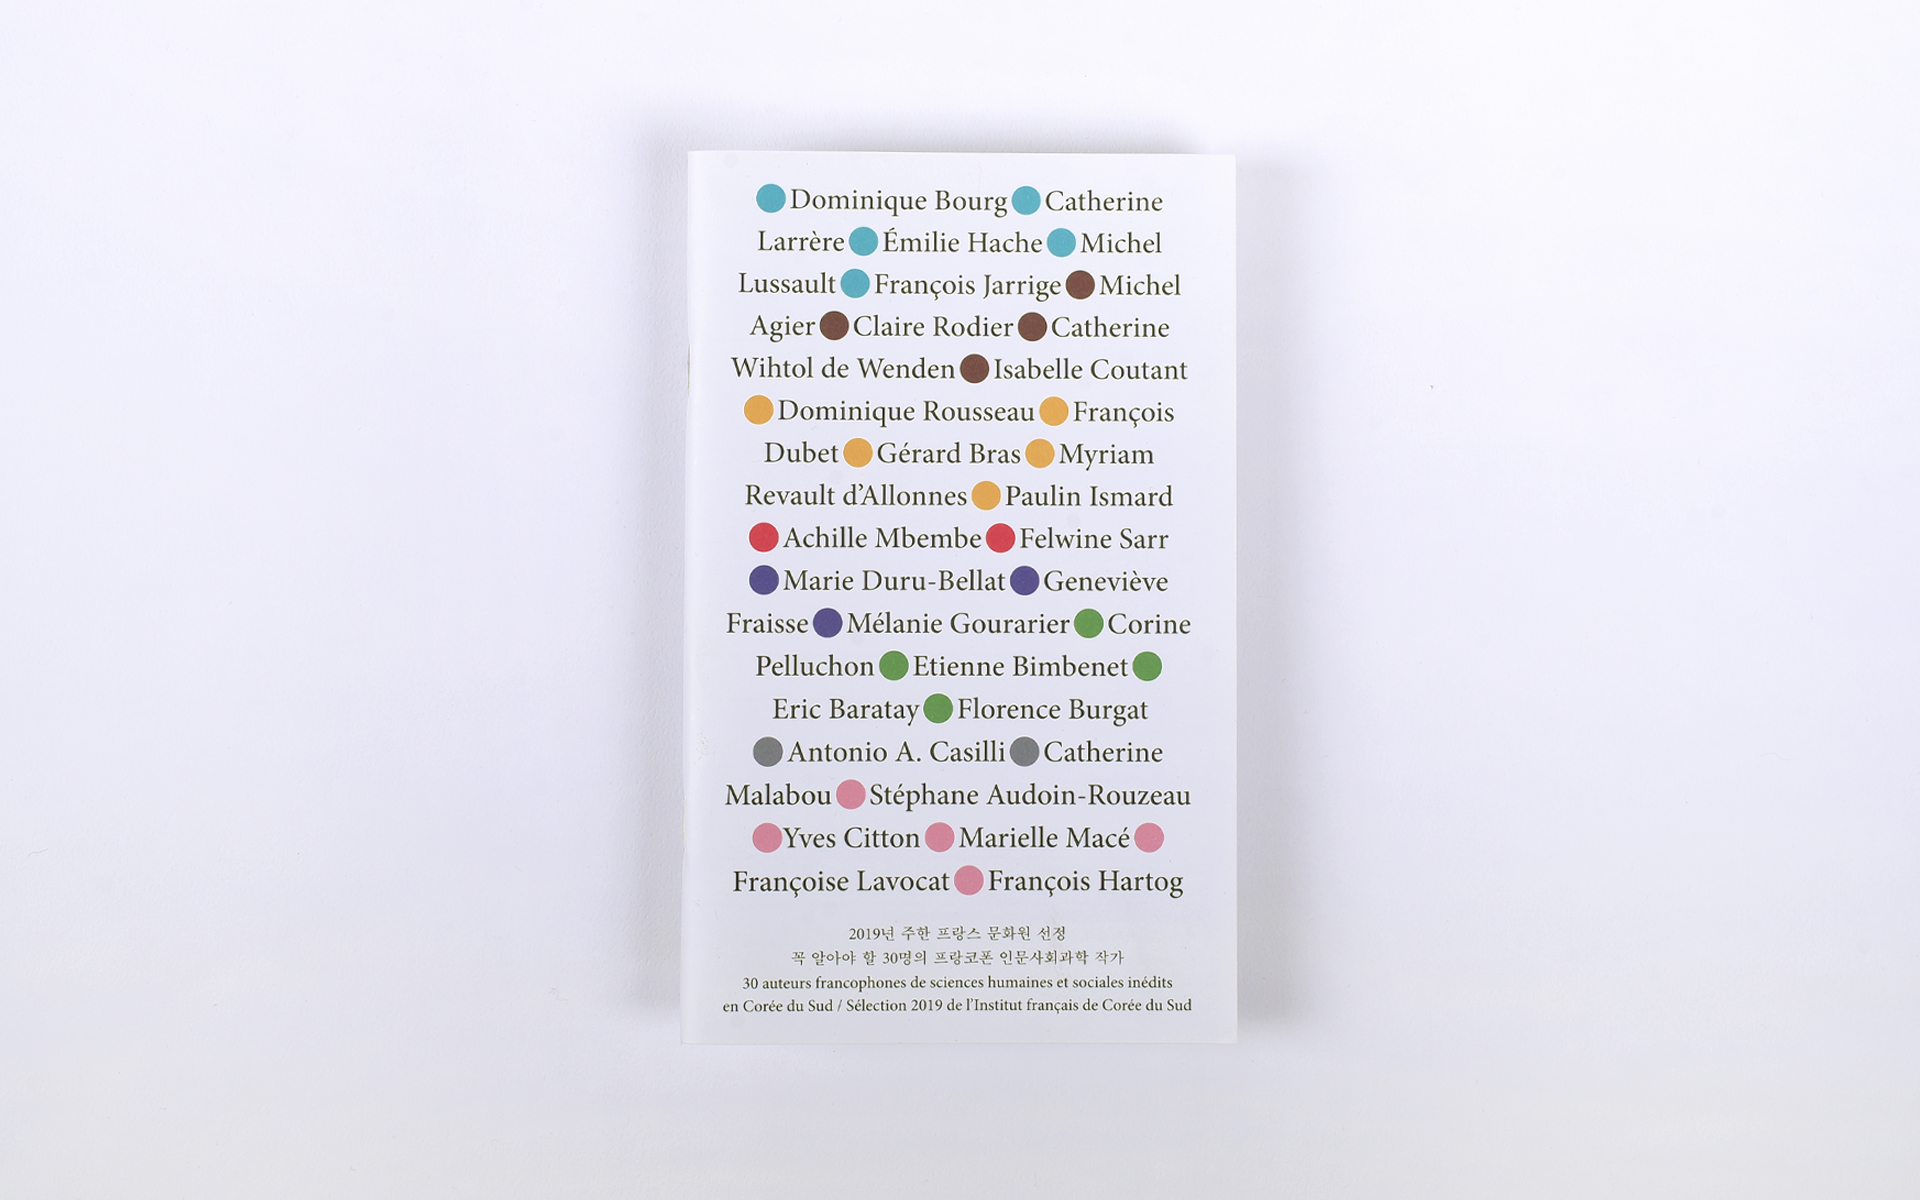 Dominique Bourg Catherine
Larrère Émilie Hache Michel
Lussault François Jarrige Michel
Agier Claire Rodier Catherine
Wihtol de Wenden Isabelle Coutant
Dominique Rousseau François
Dubet Gérard Bras Myriam
Revault d’Allonnes Paulin Ismard
Achille Mbembe Felwine Sarr
Marie Duru-Bellat Geneviève
Fraisse Mélanie Gourarier Corine
Pelluchon Etienne Bimbenet
Eric Baratay Florence Burgat
Antonio A. Casilli Catherine
Malabou Stéphane Audoin-Rouzeau
Yves Citton Marielle Macé
Françoise Lavocat François Hartog
2019년 주한 프랑스 문화원 선정
꼭 알아야 할 30명의 프랑코폰 인문사회과학 작가
30 auteurs francophones de sciences humaines et sociales inédits
en Corée du Sud / Sélection 2019 de l’Institut français de Corée du Sud